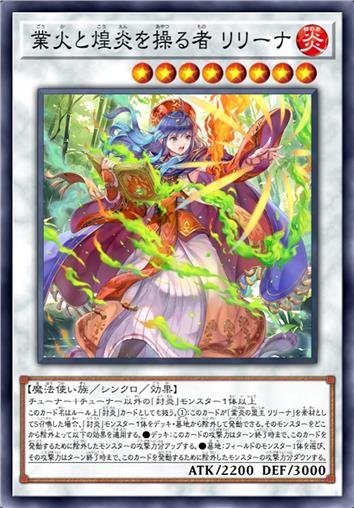 業火と煌炎を操る者 リリーナ
炎
【魔法使い族／シンクロ／効果】
チューナー＋チューナー以外の「封炎」モンスター1体以上
このカード名はルール上「封炎」カードとしても扱う。①：このカードが「業炎の盟主 リリーナ」を素材とし
てS召喚した場合、「封炎」モンスター1体をデッキ・墓地から除外して発動できる。そのモンスターをど
こから除外したかによって以下の効果を適用する。●デッキ：このカードの攻撃力はターン終了時まで、このカードを
発動するために除外したモンスターの攻撃力分アップする。●墓地：フィールドのモンスター1体を選び、
その攻撃力はターン終了時まで、このカードを発動するために除外したモンスターの攻撃力分ダウンする。
ATK/2200 DEF/3000